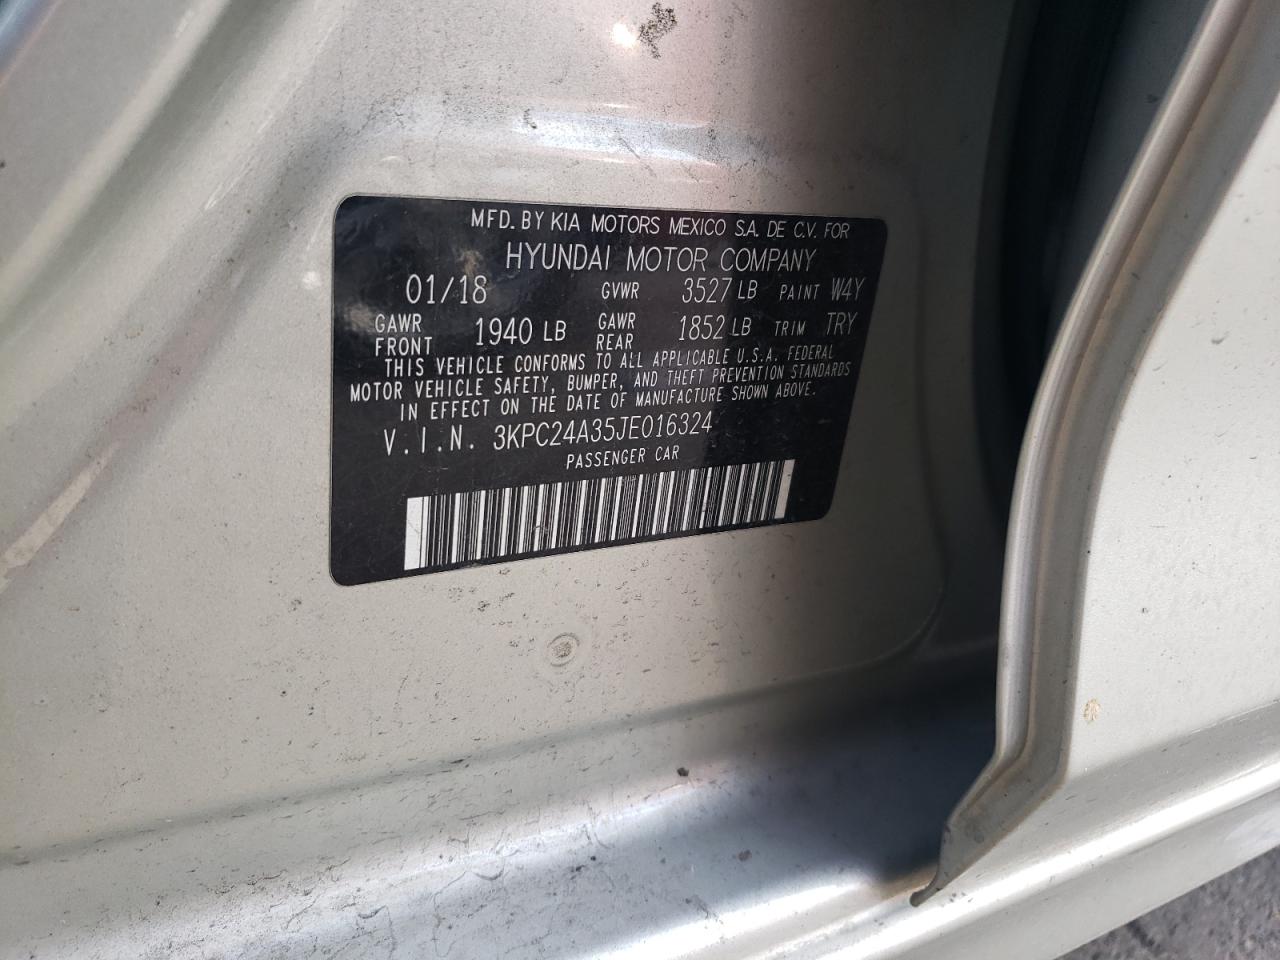 MFD. BY KIA MOTORS MEXICO S.A. DE C.V. FOR
HYUNDAI MOTOR COMPANY
01/18 GVWR 3527 LB PAINT W4Y
GAWR FRONT 1940 LB GAWR REAR 1852 LB TRIM TRY
THIS VEHICLE CONFORMS TO ALL APPLICABLE U.S.A. FEDERAL
MOTOR VEHICLE SAFETY, BUMPER, AND THEFT PREVENTION STANDARDS
IN EFFECT ON THE DATE OF MANUFACTURE SHOWN ABOVE.
V.I.N. 3KPC24A35JE016324
PASSENGER CAR